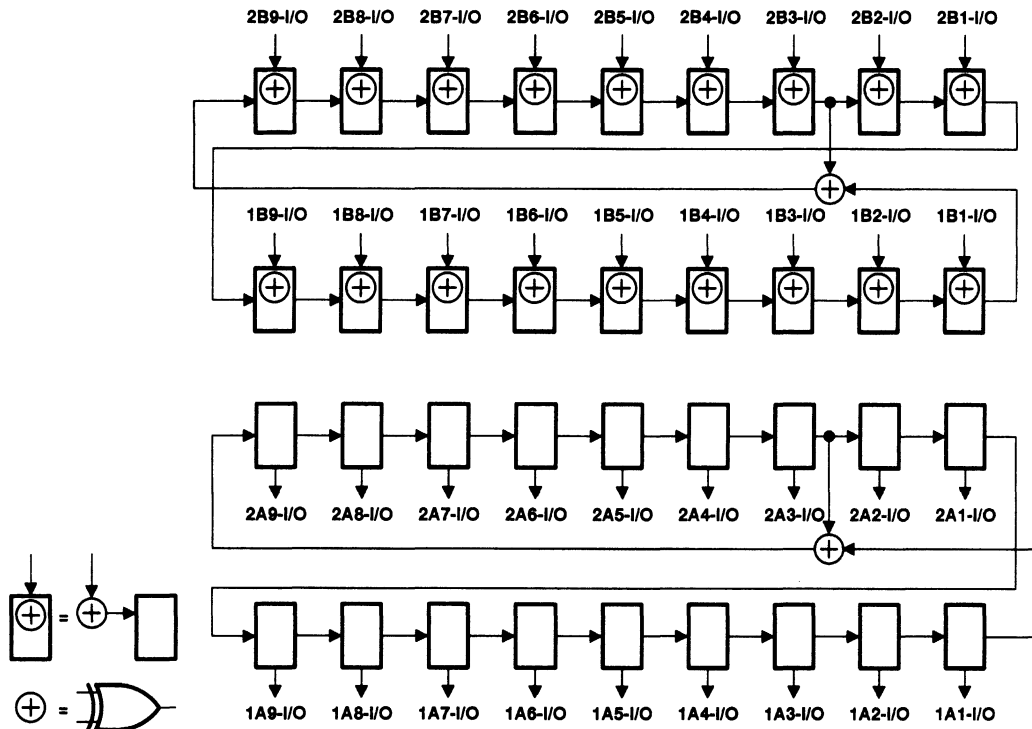 2B9-I/O 2B8-I/O 2B7-I/O 2B6-I/O 2B5-I/O 2B4-I/O 2B3-I/O 2B2-I/O 2B1-I/O
1B9-I/O 1B8-I/O 1B7-I/O 1B6-I/O 1B5-I/O 1B4-I/O 1B3-I/O 1B2-I/O 1B1-I/O
2A9-I/O 2A8-I/O 2A7-I/O 2A6-I/O 2A5-I/O 2A4-I/O 2A3-I/O 2A2-I/O 2A1-I/O
=
=
1A9-I/O 1A8-I/O 1A7-I/O 1A6-I/O 1A5-I/O 1A4-I/O 1A3-I/O 1A2-I/O 1A1-I/O